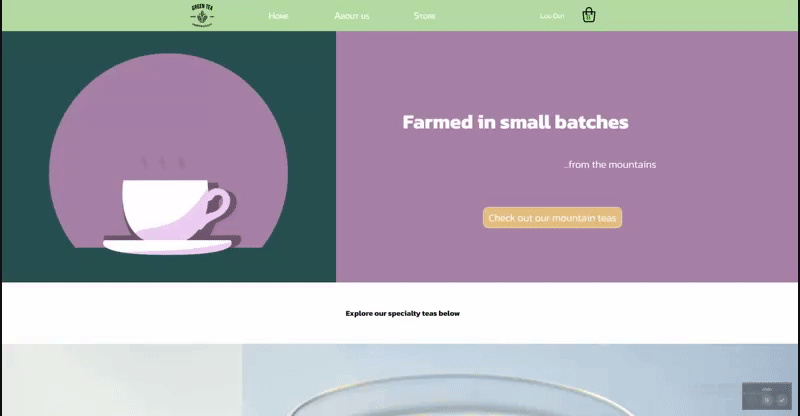 GREEN TEA
Home
About us
Store
Log Out
Farmed in small batches
...from the mountains
Check out our mountain teas
Explore our specialty teas below